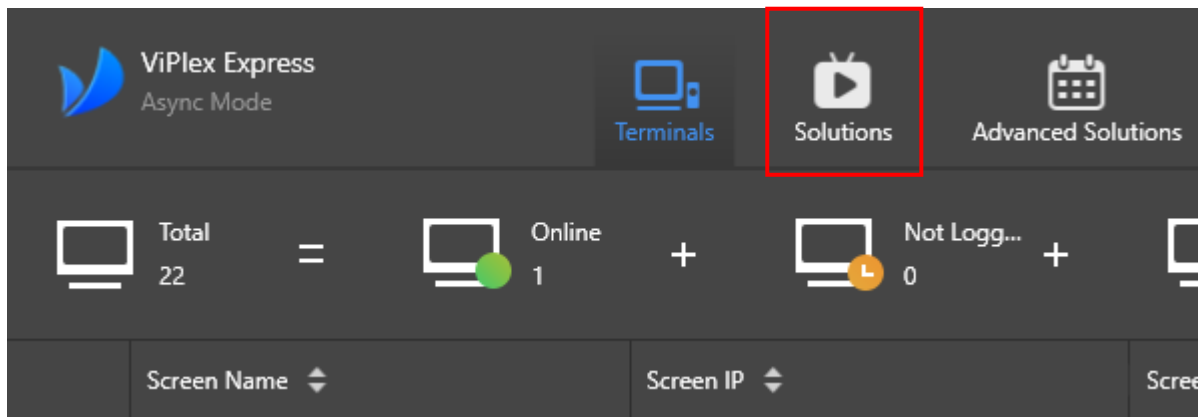 ViPlex Express
Async Mode
Terminals
Solutions
Advanced Solutions
Total
22
=
Online
1
+
Not Logg...
0
+
Screen Name
Screen IP